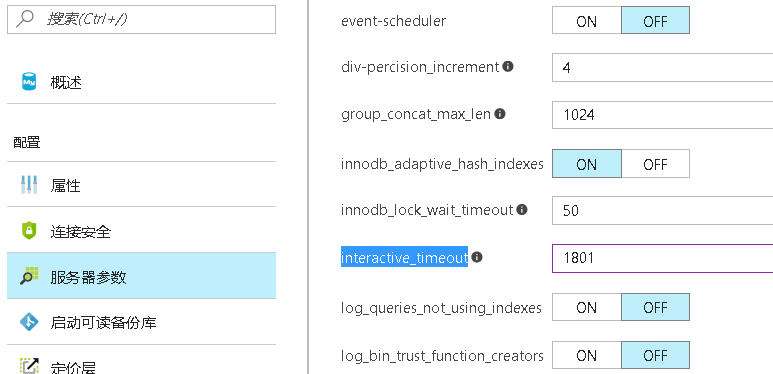 搜索(Ctrl+/)
概述
配置
属性
连接安全
服务器参数
启动可读备份库
定价层
event-scheduler ON OFF
div-percision_increment 4
group_concat_max_len 1024
innodb_adaptive_hash_indexes ON OFF
innodb_lock_wait_timeout 50
interactive_timeout 1801
log_queries_not_using_indexes ON OFF
log_bin_trust_function_creators ON OFF